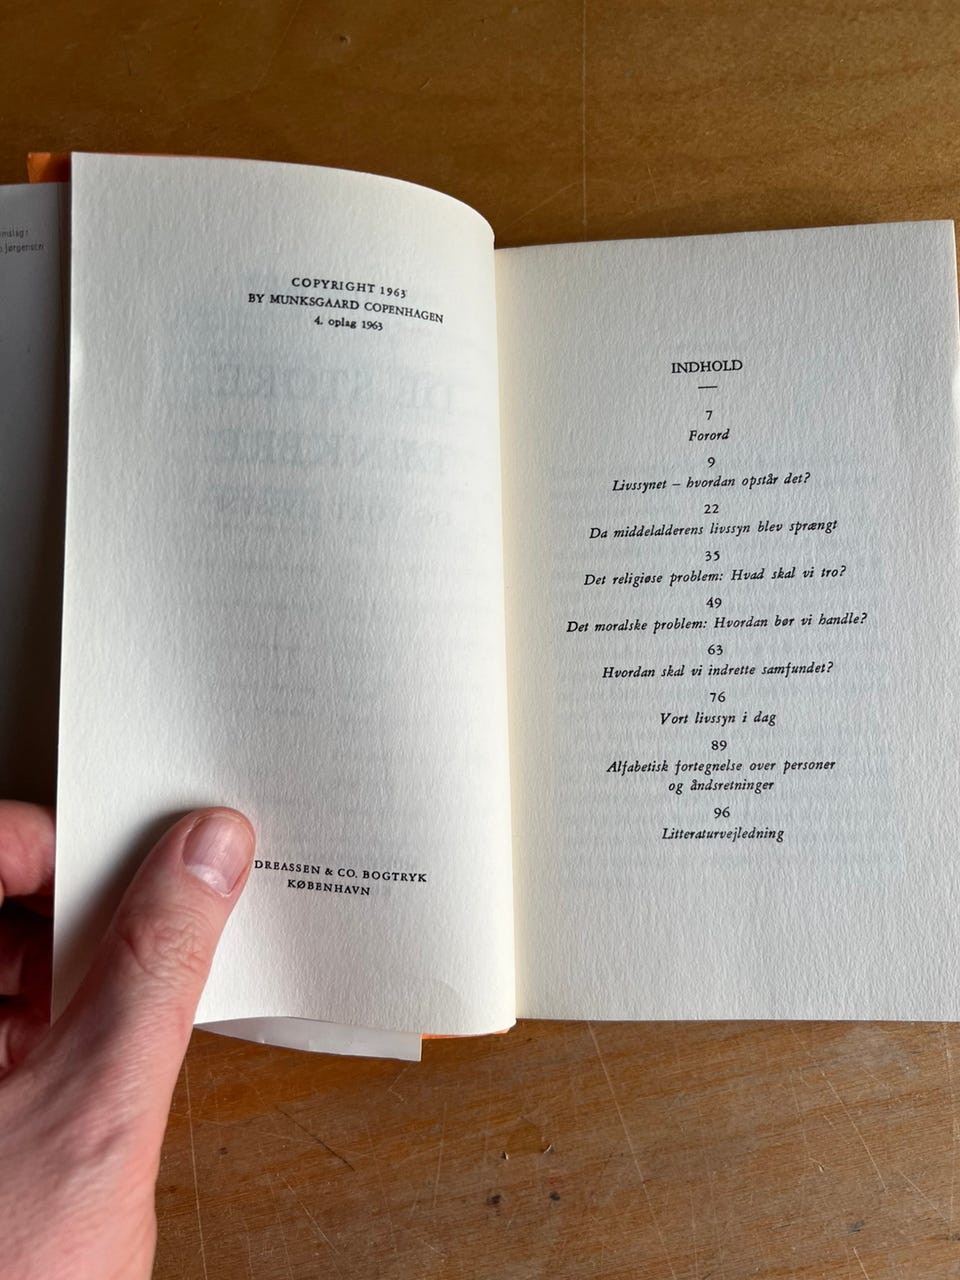 Jørgensen
COPYRIGHT 1963
BY MUNKSGAARD COPENHAGEN
4. oplag 1963
DREASSEN & CO. BOGTRYK
KØBENHAVN
INDHOLD
7
Forord
9
Livssynet – hvordan opstår det?
22
Da middelalderens livssyn blev sprængt
35
Det religiøse problem: Hvad skal vi tro?
49
Det moralske problem: Hvordan bør vi handle?
63
Hvordan skal vi indrette samfundet?
76
Vort livssyn i dag
89
Alfabetisk fortegnelse over personer
og åndsretninger
96
Litteraturvejledning